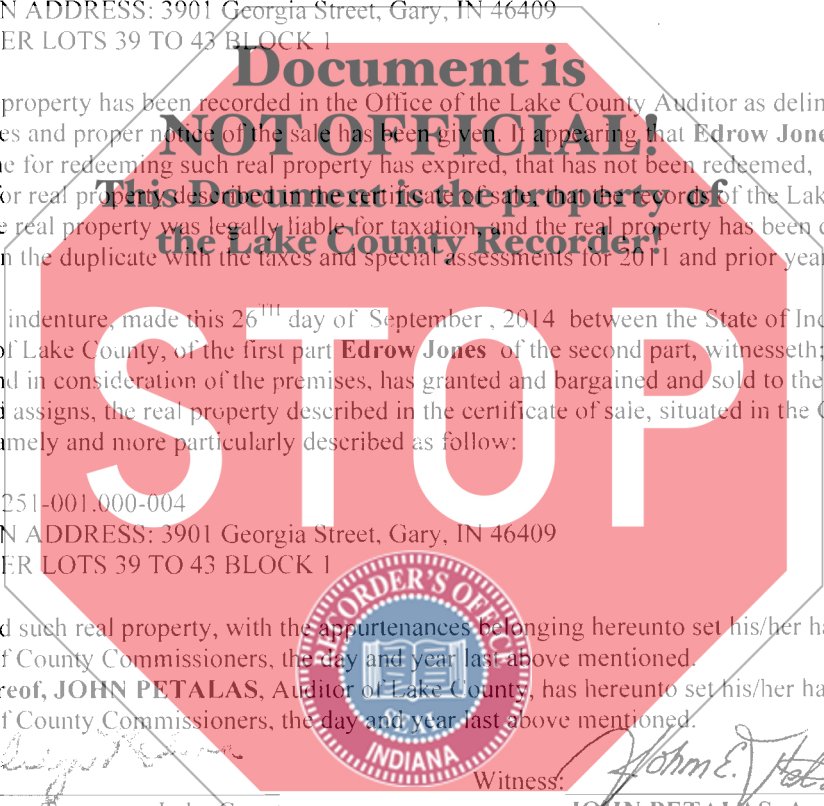 N ADDRESS: 3901 Georgia Street, Gary, IN 46409
ER LOTS 39 TO 43 BLOCK 1
Document is
property has been recorded in the Office of the Lake County Auditor as delin
es and proper notice of the sale has been given. It appearing that Edrow Jone
NOT OFFICIAL!
e for redeeming such real property has expired, that has not been redeemed,
or real property described in the certificate of sale, that the records of the Lak
This Document is the property of
e real property was legally liable for taxation, and the real property has been
the Lake County Recorder!
n the duplicate with the taxes and special assessments for 2011 and prior year
indenture, made this 26TH day of September , 2014 between the State of Ind
of Lake County, of the first part Edrow Jones of the second part, witnesseth;
d in consideration of the premises, has granted and bargained and sold to the
assigns, the real property described in the certificate of sale, situated in the C
amely and more particularly described as follow:
STOP
251-001.000-004
N ADDRESS: 3901 Georgia Street, Gary, IN 46409
ER LOTS 39 TO 43 BLOCK 1
RECORDER'S OFFICE
d such real property, with the appurtenances belonging hereunto set his/her ha
f County Commissioners, the day and year last above mentioned.
reof, JOHN PETALAS, Auditor of Lake County, has hereunto set his/her ha
SEAL
f County Commissioners, the day and year last above mentioned.
INDIANA
Witness: John E.